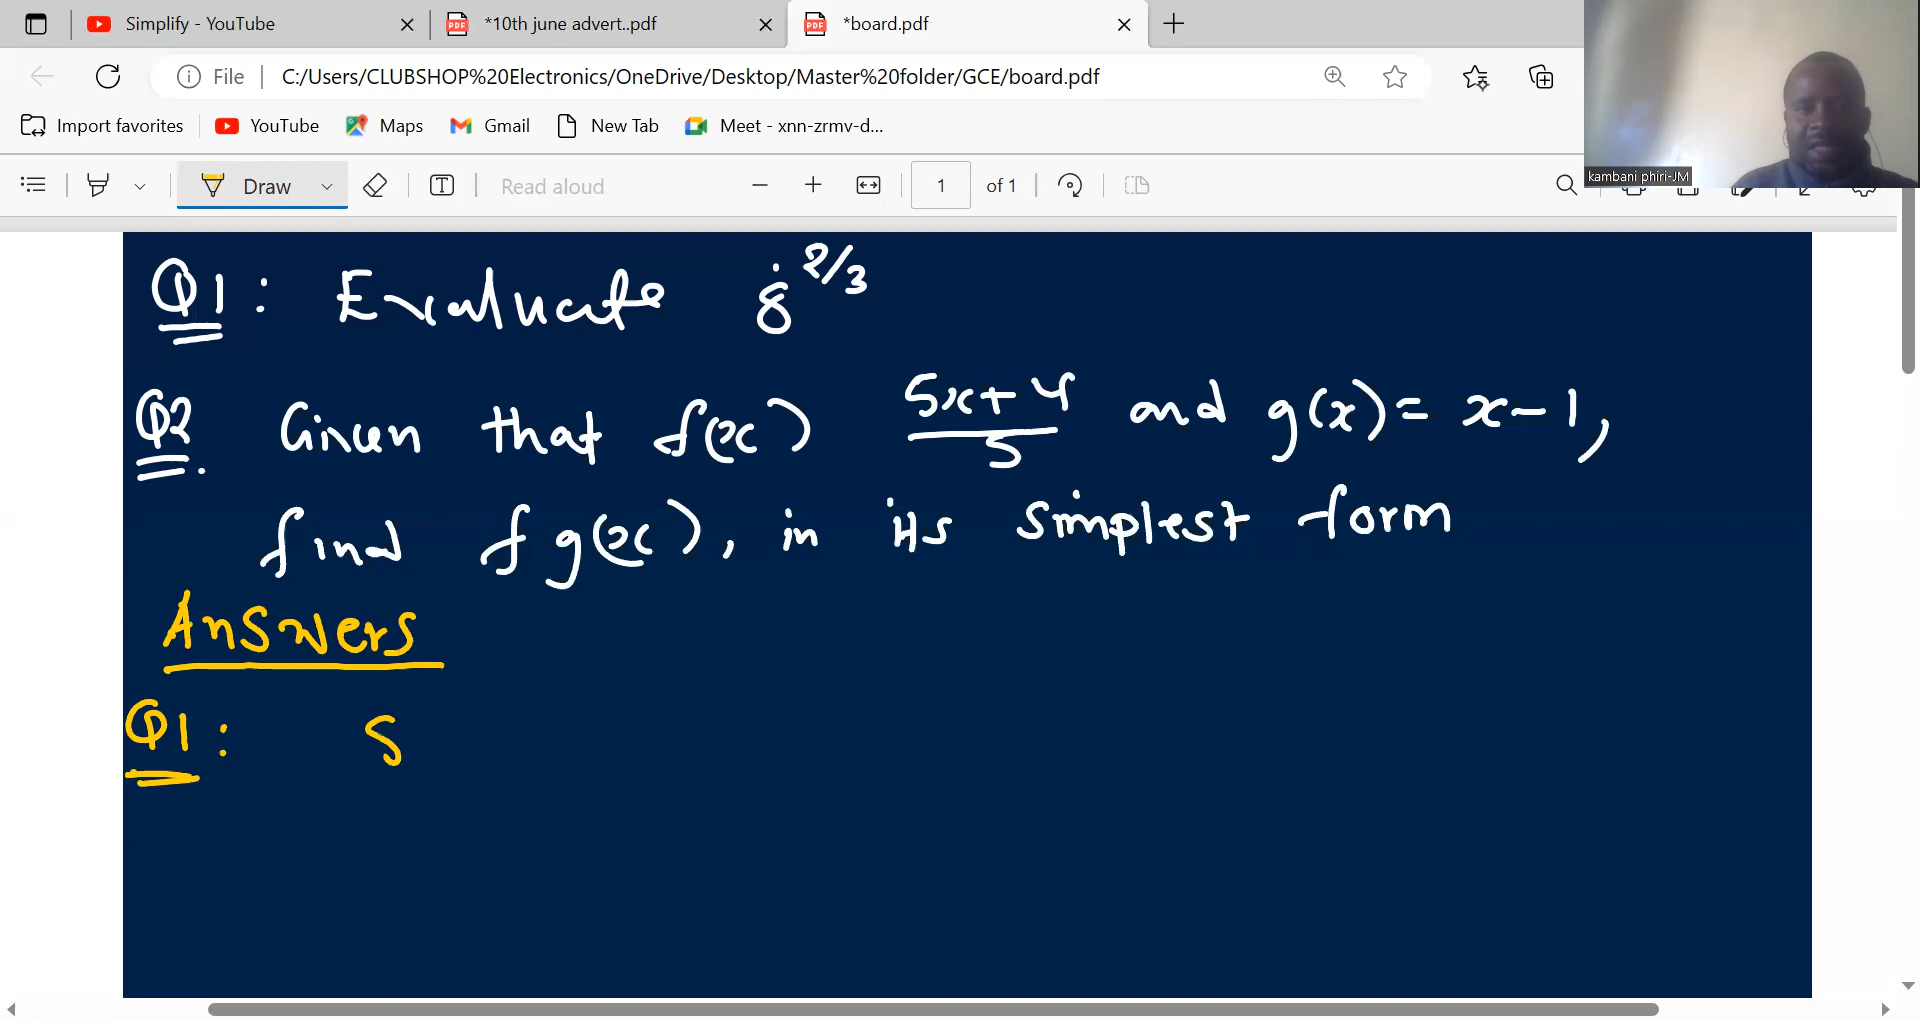 Simplify - YouTube
*10th june advert..pdf
*board.pdf
File
C:/Users/CLUBSHOP%20Electronics/OneDrive/Desktop/Master%20folder/GCE/board.pdf
Import favorites
YouTube
Maps
Gmail
New Tab
Meet - xnn-zrmv-d...
kambani phiri-JM
Draw
Read aloud
1
of 1
Q1: Evaluate 8^2/3
Q2. Given that f(x) (5x+4)/5 and g(x) = x-1,
find fg(x), in its simplest form
Answers
Q1: